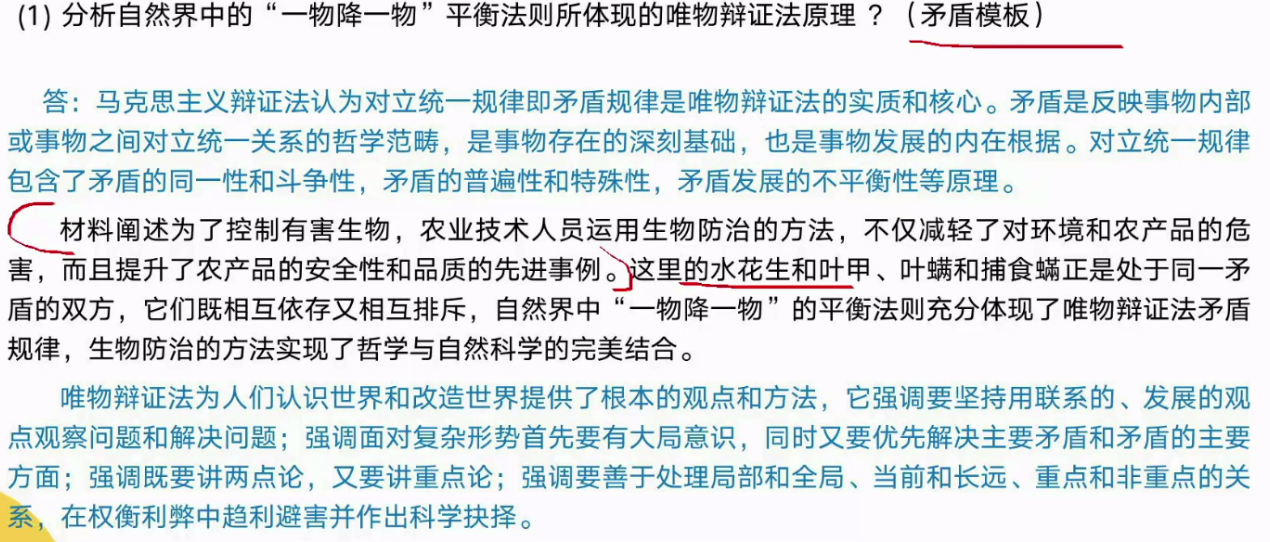 (1) 分析自然界中的“一物降一物”平衡法则所体现的唯物辩证法原理 ？（矛盾模板）
答：马克思主义辩证法认为对立统一规律即矛盾规律是唯物辩证法的实质和核心。矛盾是反映事物内部
或事物之间对立统一关系的哲学范畴，是事物存在的深刻基础，也是事物发展的内在根据。对立统一规律
包含了矛盾的同一性和斗争性，矛盾的普遍性和特殊性，矛盾发展的不平衡性等原理。
材料阐述为了控制有害生物，农业技术人员运用生物防治的方法，不仅减轻了对环境和农产品的危
害，而且提升了农产品的安全性和品质的先进事例。这里的水花生和叶甲、叶螨和捕食蟎正是处于同一矛
盾的双方，它们既相互依存又相互排斥，自然界中“一物降一物”的平衡法则充分体现了唯物辩证法矛盾
规律，生物防治的方法实现了哲学与自然科学的完美结合。
唯物辩证法为人们认识世界和改造世界提供了根本的观点和方法，它强调要坚持用联系的、发展的观
点观察问题和解决问题；强调面对复杂形势首先要有大局意识，同时又要优先解决主要矛盾和矛盾的主要
方面；强调既要讲两点论，又要讲重点论；强调要善于处理局部和全局、当前和长远、重点和非重点的关
系，在权衡利弊中趋利避害并作出科学抉择。